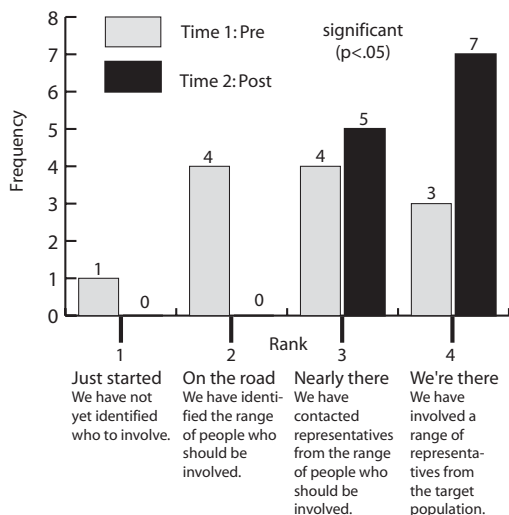 8
7
6
5
4
3
2
1
0
Frequency
Time 1: Pre
Time 2: Post
significant
(p<.05)
1
0
4
0
4
5
3
7
Rank
1
2
3
4
Just started
We have not
yet identified
who to involve.
On the road
We have identi-
fied the range
of people who
should be
involved.
Nearly there
We have
contacted
representatives
from the range
of people who
should be
involved.
We're there
We have
involved a
range of
representa-
tives from
the target
population.